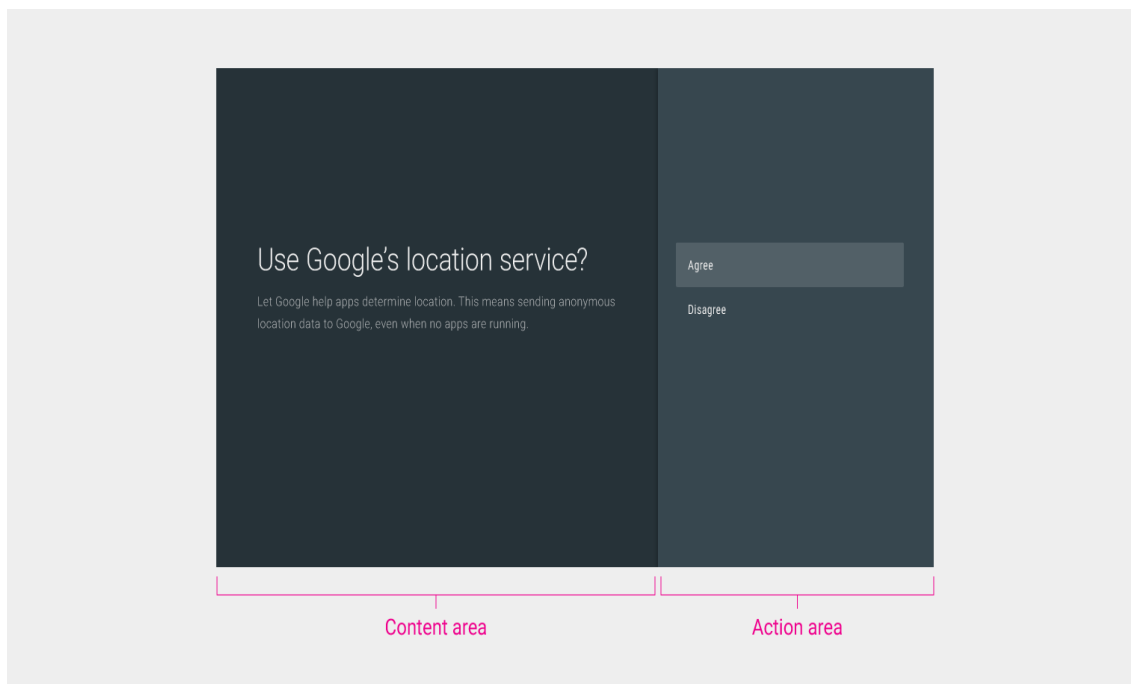 Use Google’s location service?
Let Google help apps determine location. This means sending anonymous
location data to Google, even when no apps are running.
Agree
Disagree
Content area
Action area